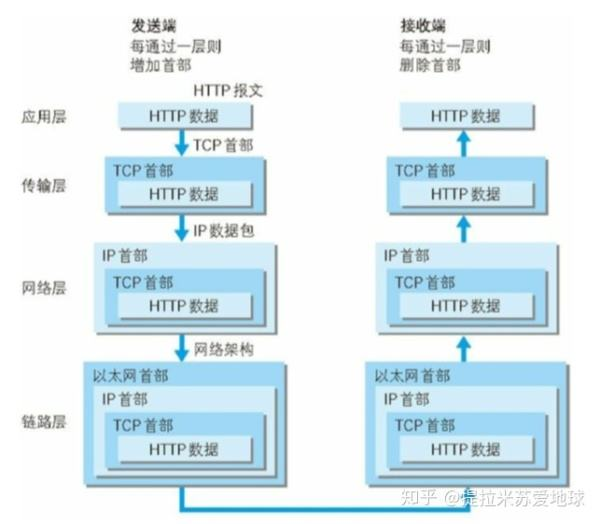 发送端
每通过一层则
增加首部
接收端
每通过一层则
删除首部
HTTP 报文
应用层
HTTP 数据
HTTP 数据
TCP 首部
传输层
TCP 首部
HTTP 数据
TCP 首部
HTTP 数据
IP 数据包
网络层
IP 首部
TCP 首部
HTTP 数据
IP 首部
TCP 首部
HTTP 数据
网络架构
链路层
以太网首部
IP 首部
TCP 首部
HTTP 数据
以太网首部
IP 首部
TCP 首部
HTTP 数据
知乎 @提拉米苏爱地球